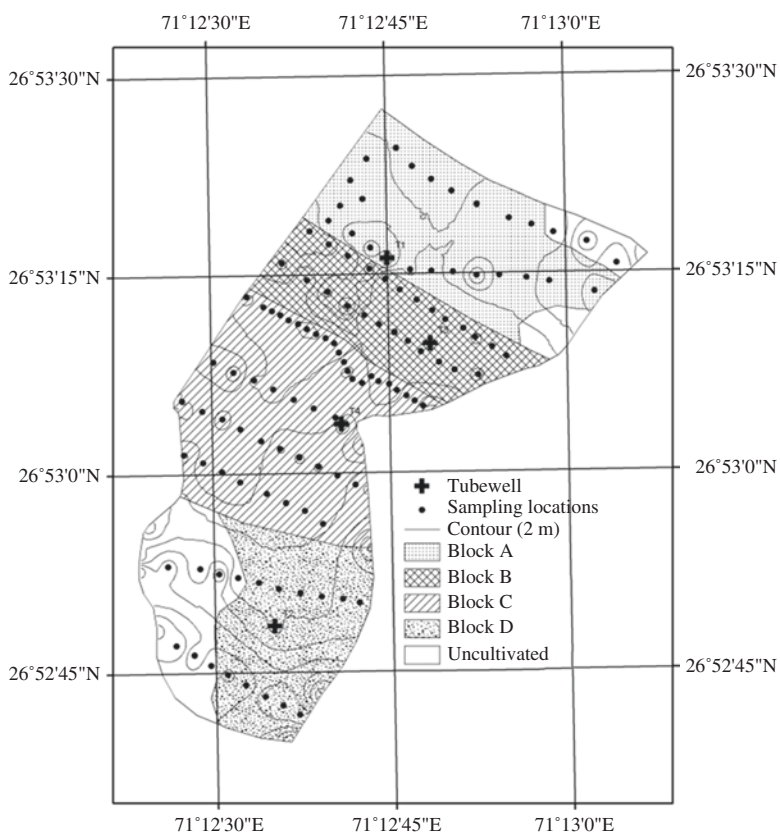 71°12'30"E 71°12'45"E 71°13'0"E
26°53'30"N 26°53'30"N
T1
26°53'15"N 26°53'15"N
T4
26°53'0"N 26°53'0"N
Tubewell
Sampling locations
Contour (2 m)
Block A
Block B
Block C
Block D
Uncultivated
26°52'45"N 26°52'45"N
71°12'30"E 71°12'45"E 71°13'0"E